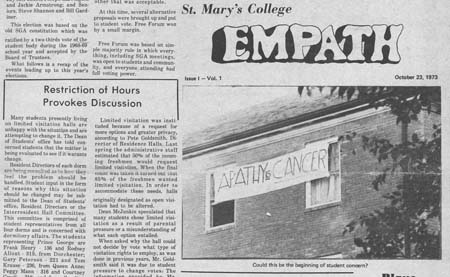 and Jackie Armstrong; and Sen-
iors, Steve Shannon and Bill Gard-
iner.
This election was based on the
old SGA constitution which was
ratified by a two thirds vote of the
student body during the 1968-69
school year and accepted by the
Board of Trustees.
What follows is a recap of the
events leading up to this year's
elections.
other that was acceptable.
At this time, several alternative
proposals were brought up and put
to student vote. Free Forum won
by a small margin.
Free Forum was based on sim-
ple majority rule in which every-
thing, including SGA meetings,
was open to students and commun-
ity, and everyone attending had
full voting power.
Restriction of Hours
Provokes Discussion
Many students presently living
on limited visitation halls are
unhappy with the situation and are
attempting to change it. The Dean
of Students' office has told con-
cerned students that the matter is
being evaluated to see if it warrants
change.
Resident Directors of each dorm
are being consulted as to how they
feel the problem should be
handled. Student input in the form
of reasons why this situation
should be changed may be sub-
mitted to the Dean of Students'
office, Resident Directors or the
Interresident Hall Committee.
This committee is comprised of
student representatives from all
four dorms and is concerned with
dormitory affairs. The students
representing Prince George are
Frank Henry - 136 and Rodney
from Dorchester;
Gary Peterson - 221 and Tom
from Queen Anne:
Peggy Mann
Limited visitation was insti-
tuted because of a request for
more options and greater privacy,
according to Pete Goldsmith, Di-
rector of Residence Halls. Last
spring the administrative staff
estimated that 50% of the incom-
ing freshmen would request
limited visitation. When the final
count was taken it turned out that
65% of the freshmen wanted
limited visitation. In order to
accommodate these needs, halls
originally designated as open visi-
tation had to be altered.
Dean McJunkin speculated that
many students chose limited visi-
tation as a result of parental
pressure or a misunderstanding of
what each option entailed.
When asked why the hall could
not decide by vote what type of
visitation rights to employ, as was
done in previous years, Mr. Gold-
smith said it was due to student
pressure to change votes. The
St. Mary's College
EMPATH
Issue I – Vol. 1
October 23, 1973
APATHY & CANCER
Could this be the beginning of student concern?